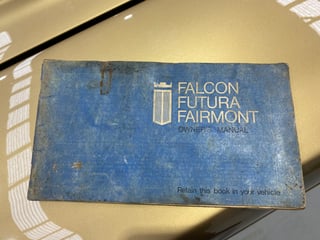 FALCON
FUTURA
FAIRMONT
OWNER'S MANUAL
Retain this book in your vehicle